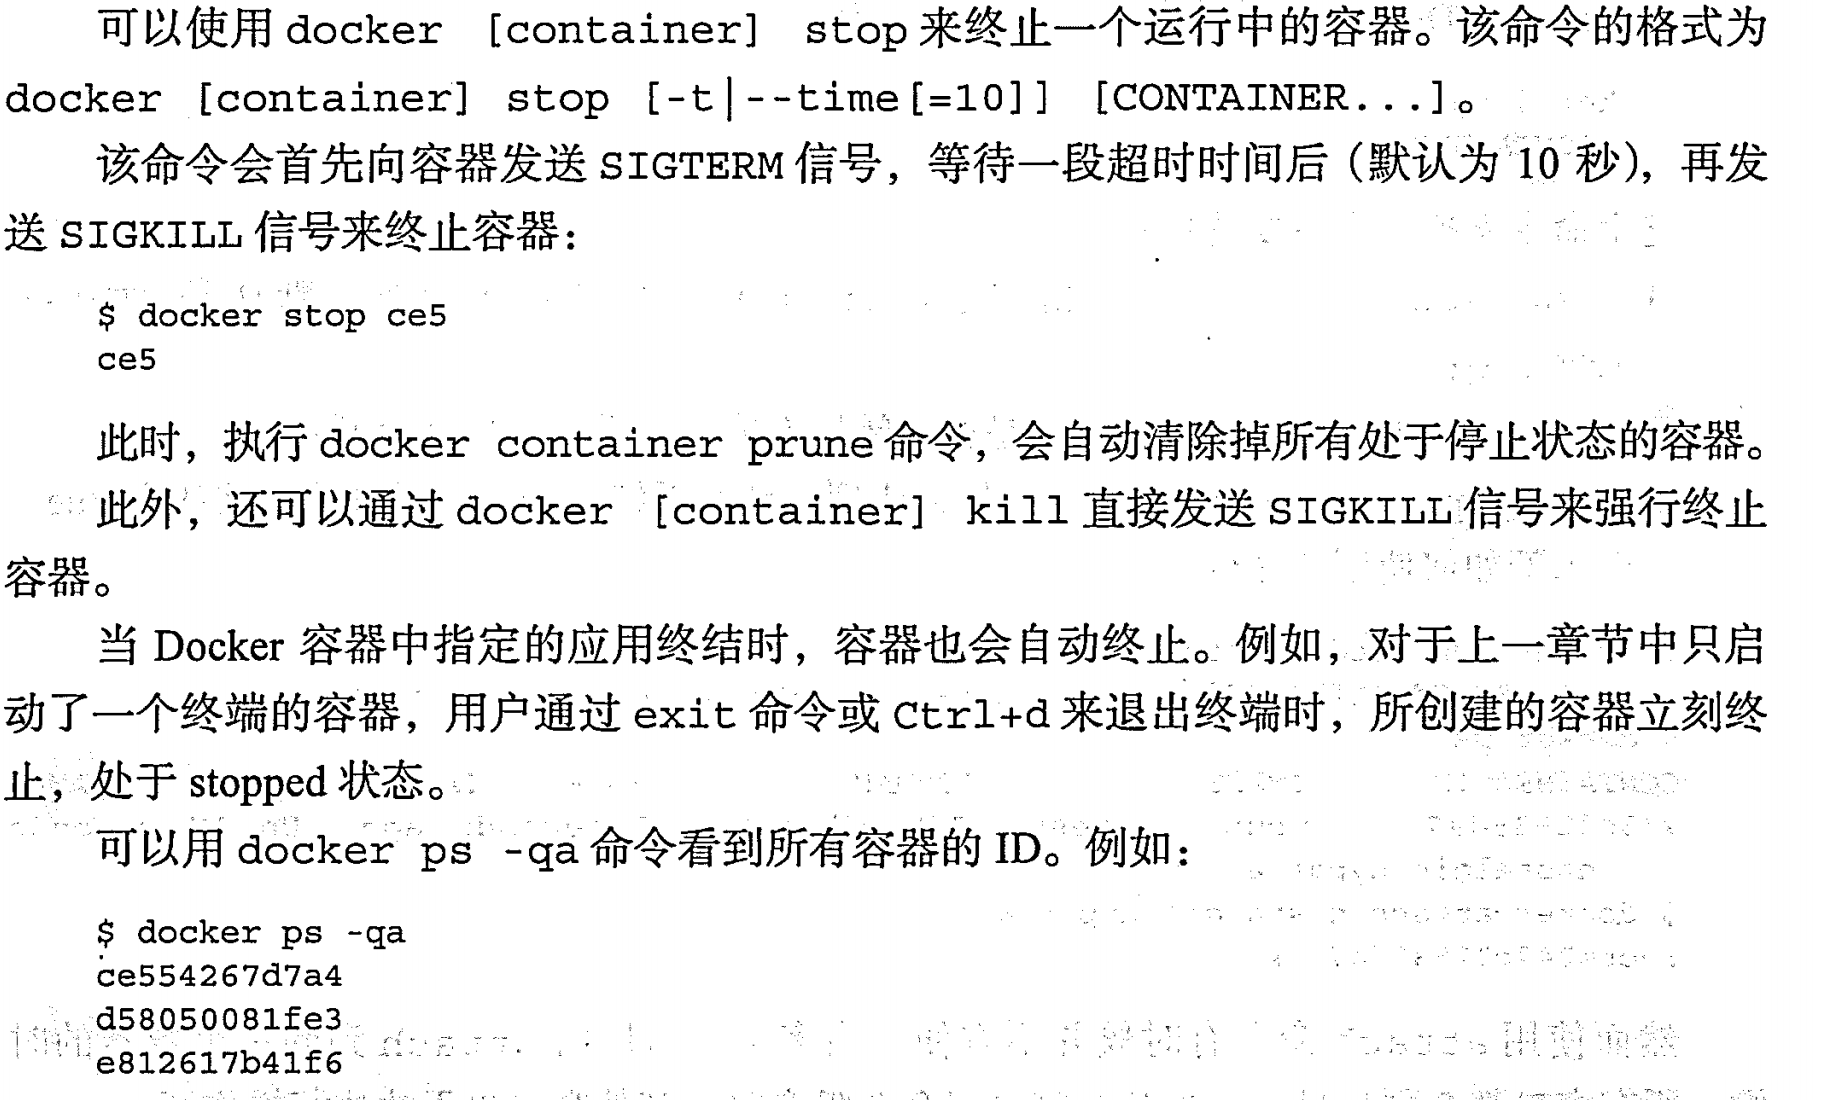 可以使用 docker [container] stop 来终止一个运行中的容器。该命令的格式为
docker [container] stop [-t|--time[=10]] [CONTAINER...]。
该命令会首先向容器发送 SIGTERM 信号，等待一段超时时间后（默认为 10 秒），再发
送 SIGKILL 信号来终止容器：
$ docker stop ce5
ce5
此时，执行 docker container prune 命令，会自动清除掉所有处于停止状态的容器。
此外，还可以通过 docker [container] kill 直接发送 SIGKILL 信号来强行终止
容器。
当 Docker 容器中指定的应用终结时，容器也会自动终止。例如，对于上一章节中只启
动了一个终端的容器，用户通过 exit 命令或 Ctrl+d 来退出终端时，所创建的容器立刻终
止，处于 stopped 状态。
可以用 docker ps -qa 命令看到所有容器的 ID。例如：
$ docker ps -qa
ce554267d7a4
d58050081fe3
e812617b41f6